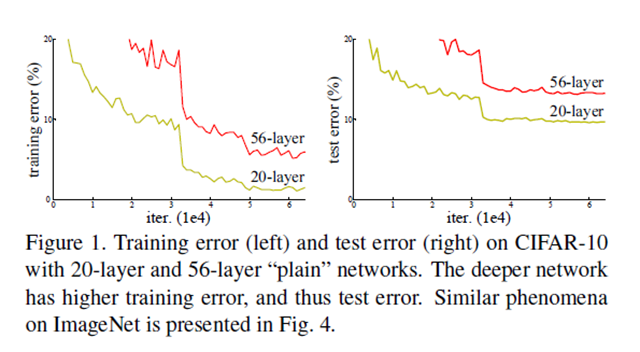 20
10
0
training error (%)
56-layer
20-layer
0 1 2 3 4 5 6
iter. (1e4)
20
10
0
test error (%)
56-layer
20-layer
0 1 2 3 4 5 6
iter. (1e4)
Figure 1. Training error (left) and test error (right) on CIFAR-10
with 20-layer and 56-layer “plain” networks. The deeper network
has higher training error, and thus test error. Similar phenomena
on ImageNet is presented in Fig. 4.